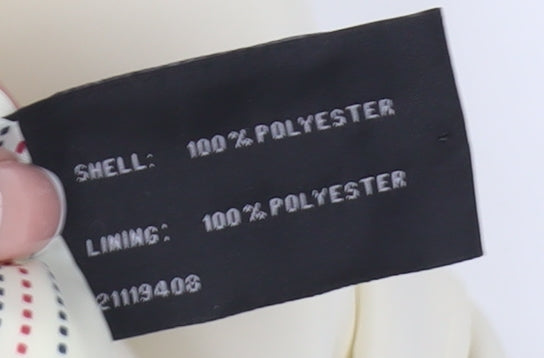 SHELL: 100% POLYESTER
LINING: 100% POLYESTER
21119408